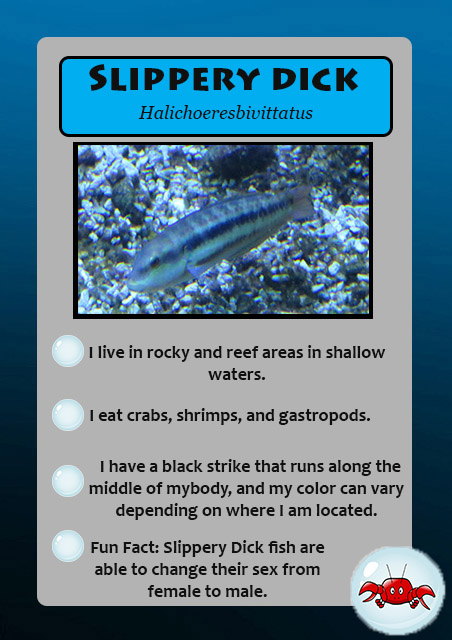 SLIPPERY DICK
Halichoeresbivittatus
I live in rocky and reef areas in shallow
waters.
I eat crabs, shrimps, and gastropods.
I have a black strike that runs along the
middle of mybody, and my color can vary
depending on where I am located.
Fun Fact: Slippery Dick fish are
able to change their sex from
female to male.